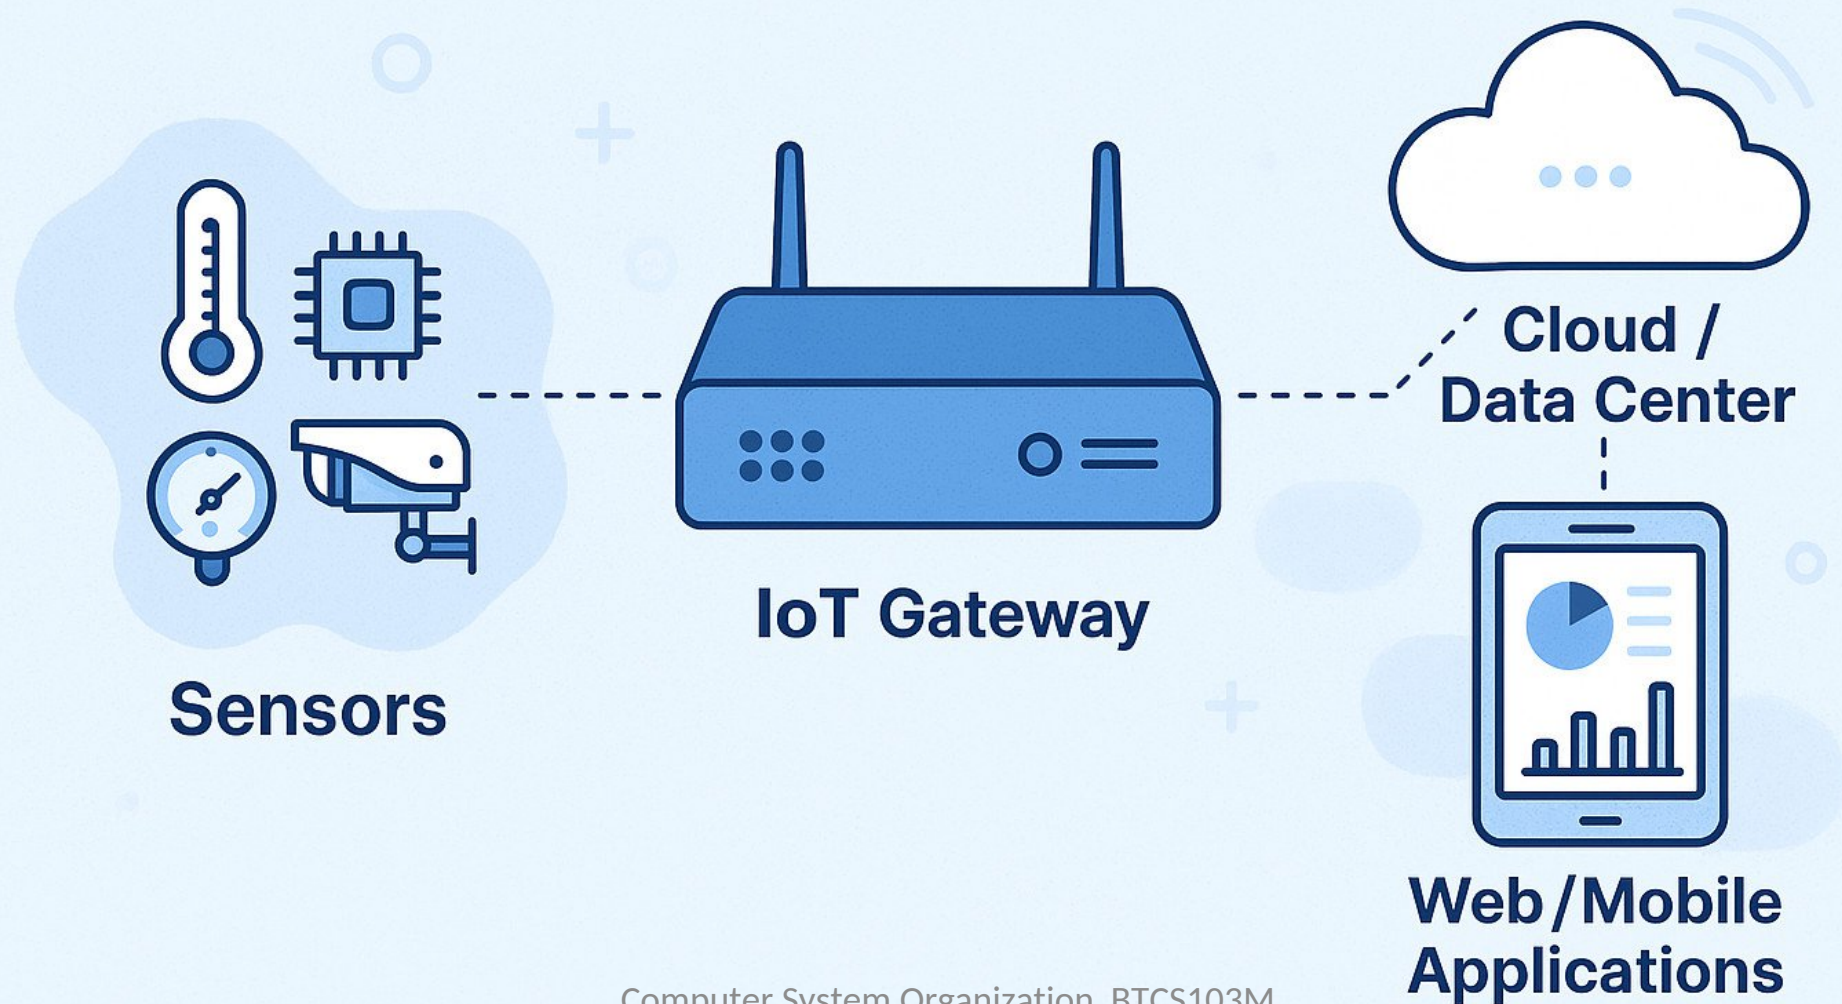 Cloud /
Data Center
IoT Gateway
Sensors
Web/Mobile
Applications
Computer System Organization, BTCS103M